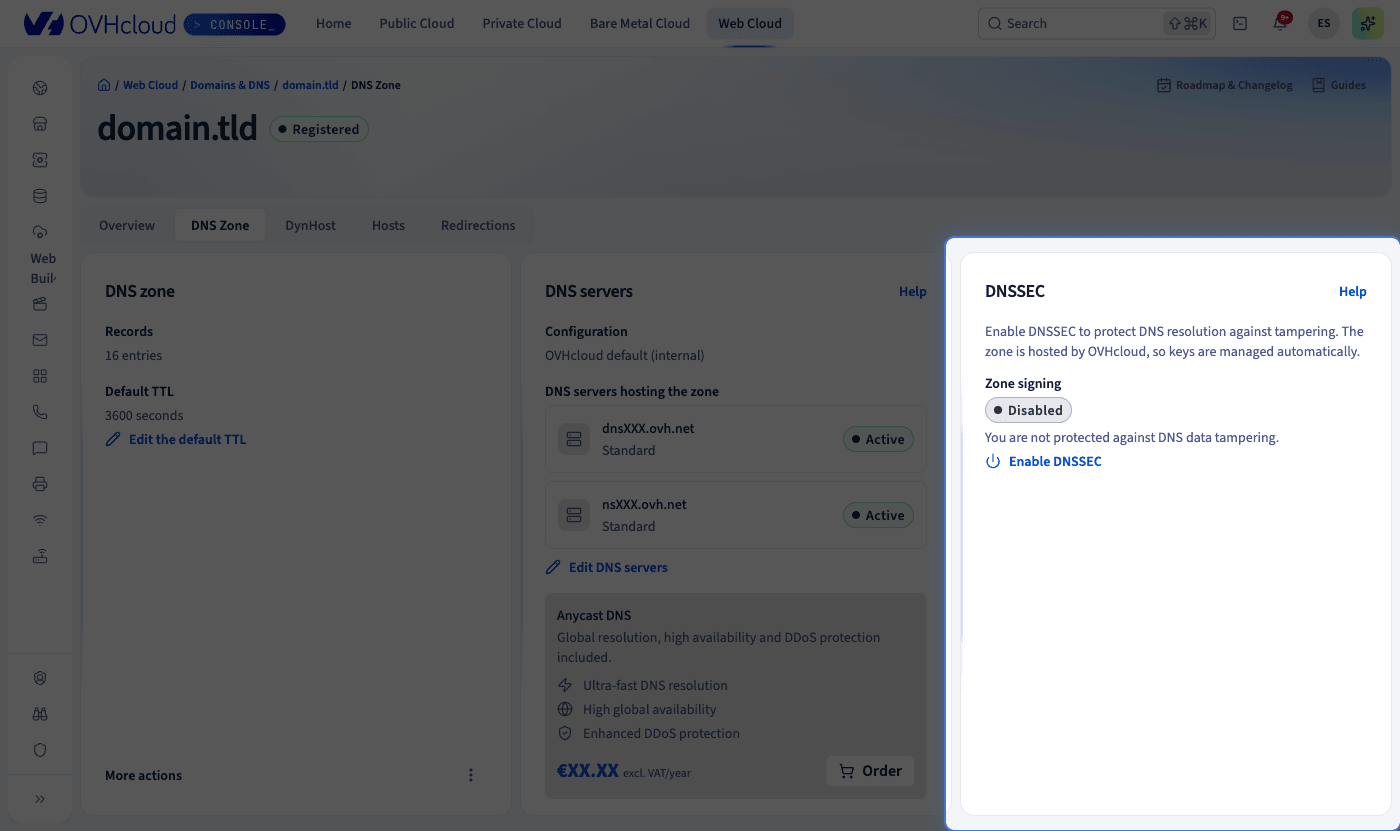 OVHcloud > CONSOLE_
Home
Public Cloud
Private Cloud
Bare Metal Cloud
Web Cloud
Search
⇧⌘K
9+
ES
/ Web Cloud / Domains & DNS / domain.tld / DNS Zone
Roadmap & Changelog
Guides
domain.tld
Registered
Web
Buil
Overview
DNS Zone
DynHost
Hosts
Redirections
DNS zone
Records
16 entries
Default TTL
3600 seconds
Edit the default TTL
More actions
DNS servers
Help
Configuration
OVHcloud default (internal)
DNS servers hosting the zone
dnsXXX.ovh.net
Standard
Active
nsXXX.ovh.net
Standard
Active
Edit DNS servers
Anycast DNS
Global resolution, high availability and DDoS protection
included.
Ultra-fast DNS resolution
High global availability
Enhanced DDoS protection
€XX.XX excl. VAT/year
Order
DNSSEC
Help
Enable DNSSEC to protect DNS resolution against tampering. The
zone is hosted by OVHcloud, so keys are managed automatically.
Zone signing
Disabled
You are not protected against DNS data tampering.
Enable DNSSEC